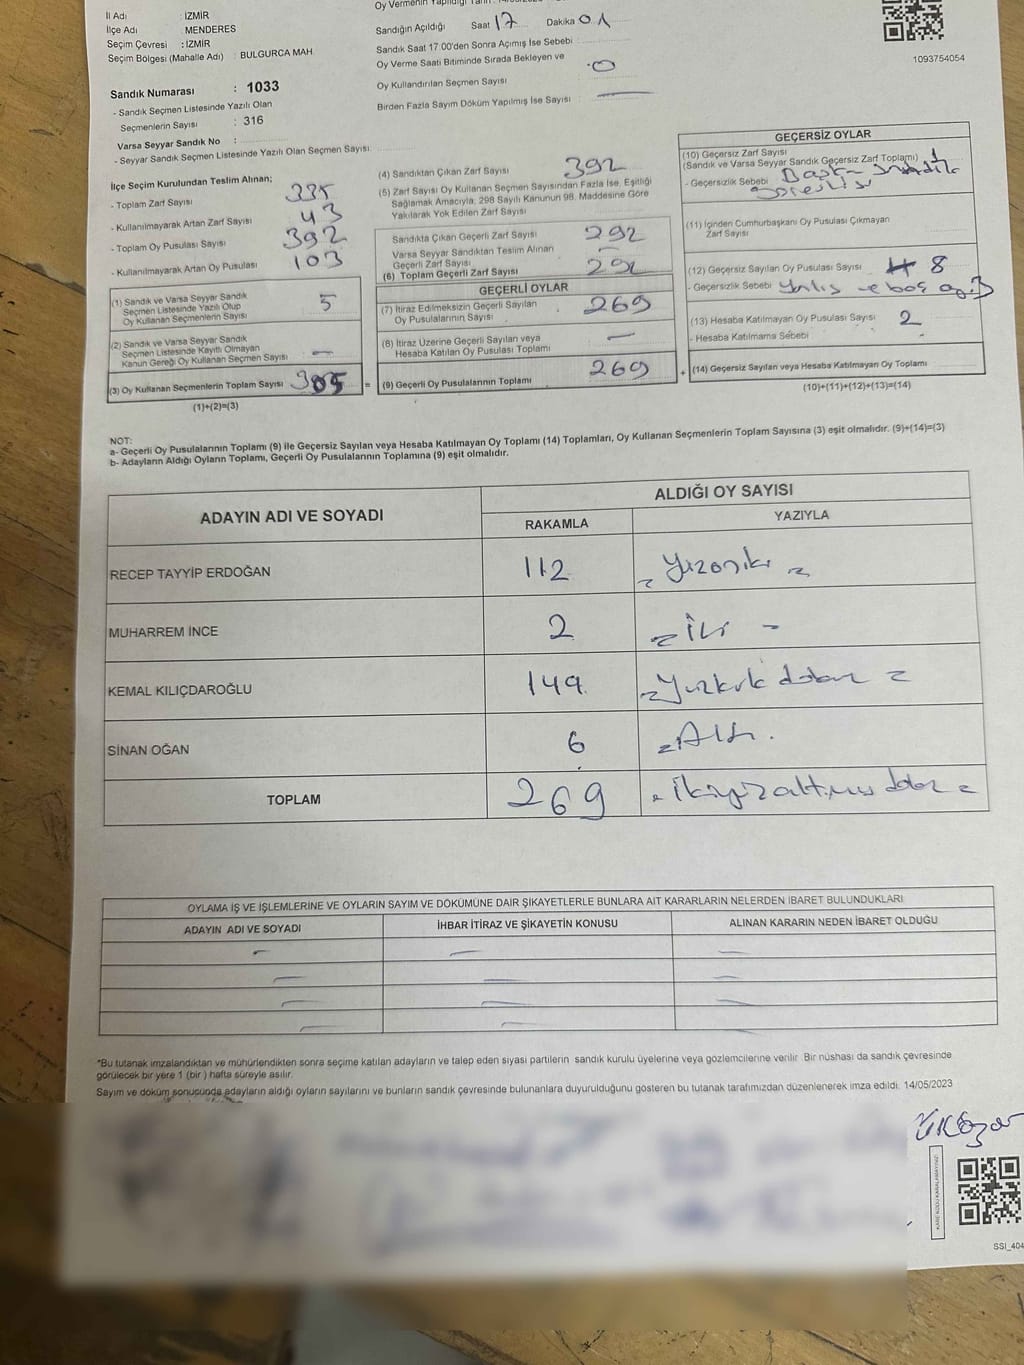 İl Adı : İZMİR
İlçe Adı : MENDERES
Seçim Çevresi : İZMİR
Seçim Bölgesi (Mahalle Adı) : BULGURCA MAH
Sandık Numarası : 1033
- Sandık Seçmen Listesinde Yazılı Olan
Seçmenlerin Sayısı : 316
Varsa Seyyar Sandık No :
- Seyyar Sandık Seçmen Listesinde Yazılı Olan Seçmen Sayısı.
Oy Vermenin Yapıldığı
Sandığın Açıldığı Saat 17 Dakika 01
Sandık Saat 17.00'den Sonra Açımış İse Sebebi :
Oy Verme Saati Bitiminde Sırada Bekleyen ve
Oy Kullandırılan Seçmen Sayısı 0
Birden Fazla Sayım Döküm Yapılmış İse Sayısı : —
1093754054
İlçe Seçim Kurulundan Teslim Alınan;
- Toplam Zarf Sayısı 335
- Kullanılmayarak Artan Zarf Sayısı 43
- Toplam Oy Pusulası Sayısı 392
- Kullanılmayarak Artan Oy Pusulası 103
(1) Sandık ve Varsa Seyyar Sandık
Seçmen Listesinde Yazılı Olup
Oy Kullanan Seçmenlerin Sayısı 5
(2) Sandık ve Varsa Seyyar Sandık
Seçmen Listesinde Kayıtlı Olmayan
Kanun Gereği Oy Kullanan Seçmen Sayısı —
(3) Oy Kullanan Seçmenlerin Toplam Sayısı
(1)+(2)=(3)
(4) Sandıktan Çıkan Zarf Sayısı 392
(5) Zarf Sayısı Oy Kullanan Seçmen Sayısından Fazla İse, Eşitliği
Sağlamak Amacıyla, 298 Sayılı Kanunun 98. Maddesine Göre
Yakılarak Yok Edilen Zarf Sayısı
Sandıkta Çıkan Geçerli Zarf Sayısı 292
Varsa Seyyar Sandıktan Teslim Alınan
Geçerli Zarf Sayısı —
(6) Toplam Geçerli Zarf Sayısı 292
GEÇERLİ OYLAR
(7) İtiraz Edilmeksizin Geçerli Sayılan
Oy Pusulalarının Sayısı 269
(8) İtiraz Üzerine Geçerli Sayılan veya
Hesaba Katılan Oy Pusulası Toplamı —
= (9) Geçerli Oy Pusulalarının Toplamı 269
GEÇERSİZ OYLAR
(10) Geçersiz Zarf Sayısı
(Sandık ve Varsa Seyyar Sandık Geçersiz Zarf Toplamı) 1
- Geçersizlik Sebebi
(11) İçinden Cumhurbaşkanı Oy Pusulası Çıkmayan
Zarf Sayısı
(12) Geçersiz Sayılan Oy Pusulası Sayısı 8
- Geçersizlik Sebebi Yanlış ve boş
(13) Hesaba Katılmayan Oy Pusulası Sayısı 2
- Hesaba Katılmama Sebebi -
+ (14) Geçersiz Sayılan veya Hesaba Katılmayan Oy Toplamı
(10)+(11)+(12)+(13)=(14)
NOT:
a- Geçerli Oy Pusulalarının Toplamı (9) ile Geçersiz Sayılan veya Hesaba Katılmayan Oy Toplamı (14) Toplamları, Oy Kullanan Seçmenlerin Toplam Sayısına (3) eşit olmalıdır. (9)+(14)=(3)
b- Adayların Aldığı Oyların Toplamı, Geçerli Oy Pusulalarının Toplamına (9) eşit olmalıdır.
ADAYIN ADI VE SOYADI ALDIĞI OY SAYISI
RAKAMLA YAZIYLA
RECEP TAYYİP ERDOĞAN 112 = Yüzoniki =
MUHARREM İNCE 2 = İki -
KEMAL KILIÇDAROĞLU 149 = Yüzkırk dokuz =
SİNAN OĞAN 6 = Altı.
TOPLAM 269 = ikiyüzaltmış dokuz =
OYLAMA İŞ VE İŞLEMLERİNE VE OYLARIN SAYIM VE DÖKÜMÜNE DAİR ŞİKAYETLERLE BUNLARA AİT KARARLARIN NELERDEN İBARET BULUNDUKLARI
ADAYIN ADI VE SOYADI İHBAR İTİRAZ VE ŞİKAYETİN KONUSU ALINAN KARARIN NEDEN İBARET OLDUĞU
*Bu tutanak imzalandıktan ve mühürlendikten sonra seçime katılan adayların ve talep eden siyasi partilerin sandık kurulu üyelerine veya gözlemcilerine verilir. Bir nüshası da sandık çevresinde
görülecek bir yere 1 (bir ) hafta süreyle asılır.
Sayım ve döküm sonucunda adayların aldığı oyların sayılarını ve bunların sandık çevresinde bulunanlara duyurulduğunu gösteren bu tutanak tarafımızdan düzenlenerek imza edildi. 14/05/2023
KARE KODU KARALAMAYINIZ!
SSI_404